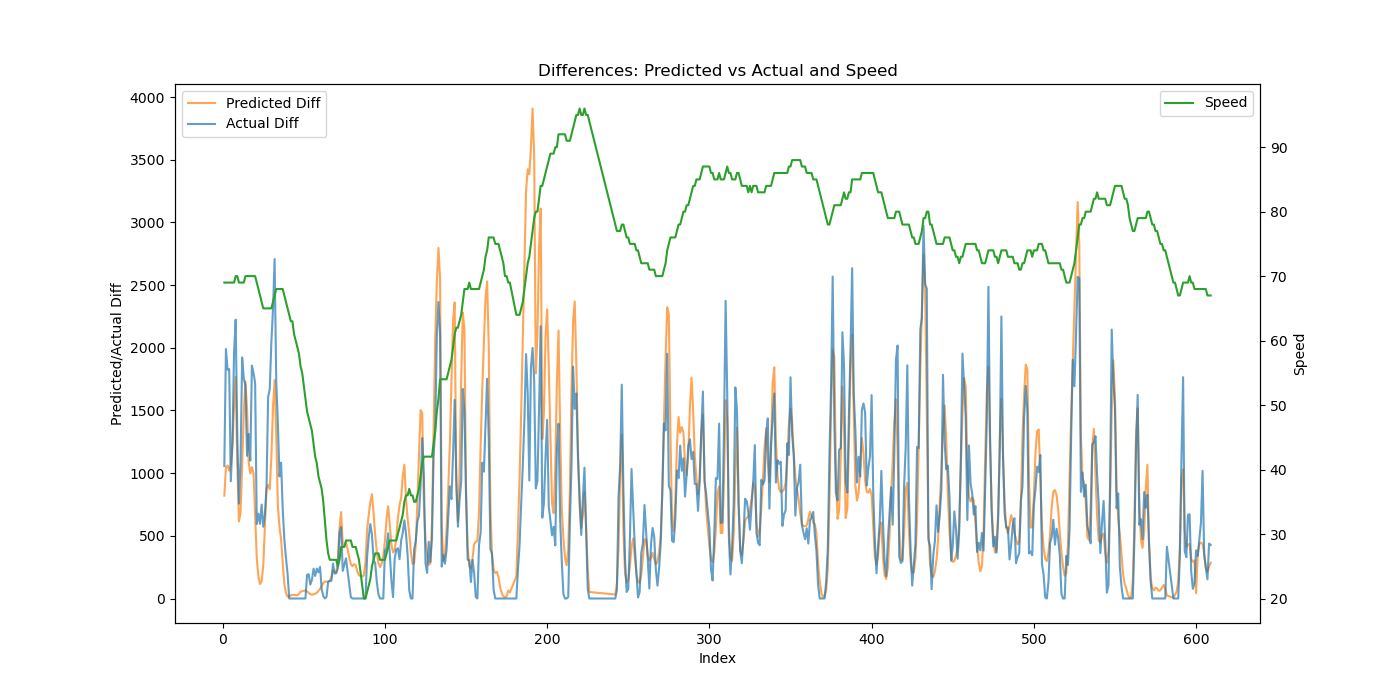 Differences: Predicted vs Actual and Speed
Predicted Diff
Actual Diff
Speed
4000
3500
3000
2500
2000
1500
1000
500
0
Predicted/Actual Diff
90
80
70
60
50
40
30
20
Speed
0 100 200 300 400 500 600
Index